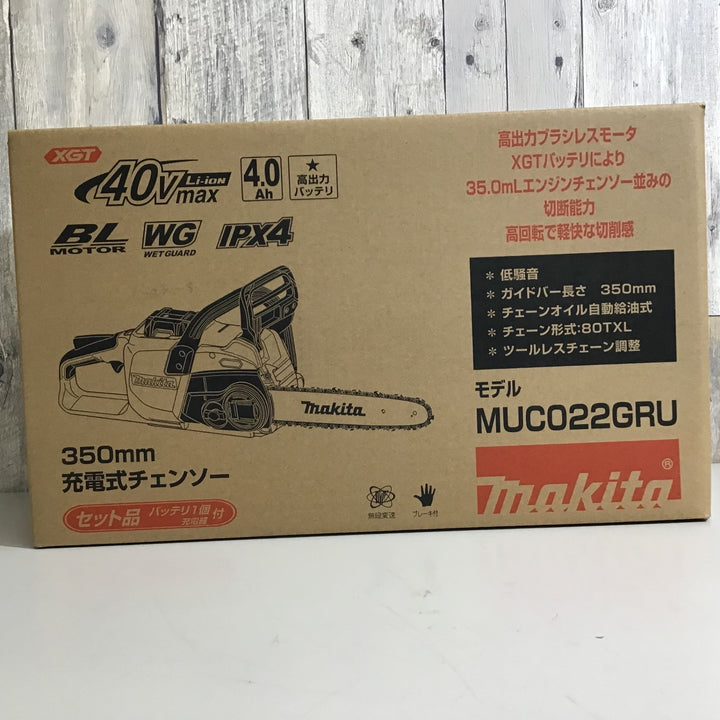 XGT
40Vmax Li-ion
4.0 Ah
★
高出力
バッテリ
BL MOTOR
WG WET GUARD
IPX4
高出力ブラシレスモータ
XGTバッテリにより
35.0mLエンジンチェンソー並みの
切断能力
高回転で軽快な切削感
＊ 低騒音
＊ ガイドバー長さ 350mm
＊ チェーンオイル自動給油式
＊ チェーン形式:80TXL
＊ ツールレスチェーン調整
makita
makita
モデル
MUC022GRU
makita®
350mm
充電式チェンソー
セット品 バッテリ1個 充電器 付
無段変速
ブレーキ付